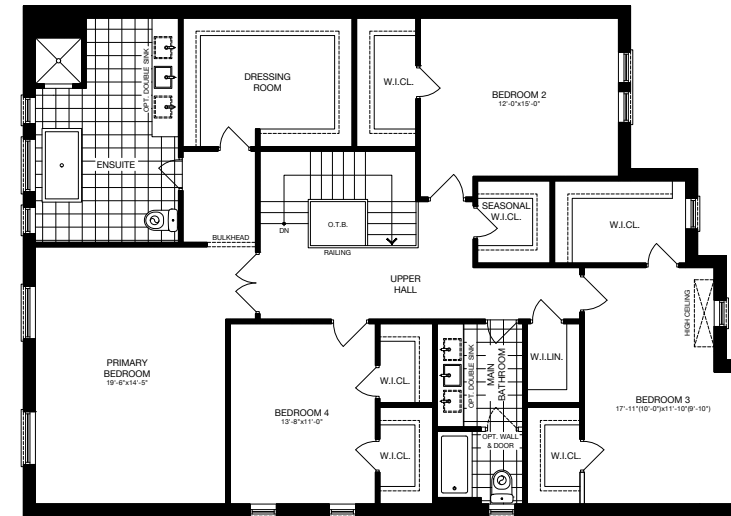 OPT. DOUBLE SINK
DRESSING
ROOM
W.I.CL.
BEDROOM 2
12'-0"x15'-0"
ENSUITE
SEASONAL
W.I.CL.
W.I.CL.
O.T.B.
DN
BULKHEAD
RAILING
UPPER
HALL
HIGH CEILING
PRIMARY
BEDROOM
19'-6"x14'-5"
W.I.CL.
OPT. DOUBLE SINK
MAIN
BATHROOM
W.I.LIN.
BEDROOM 3
17'-11"(10'-0")x11'-10"(9'-10")
BEDROOM 4
13'-8"x11'-0"
OPT. WALL
& DOOR
W.I.CL.
W.I.CL.